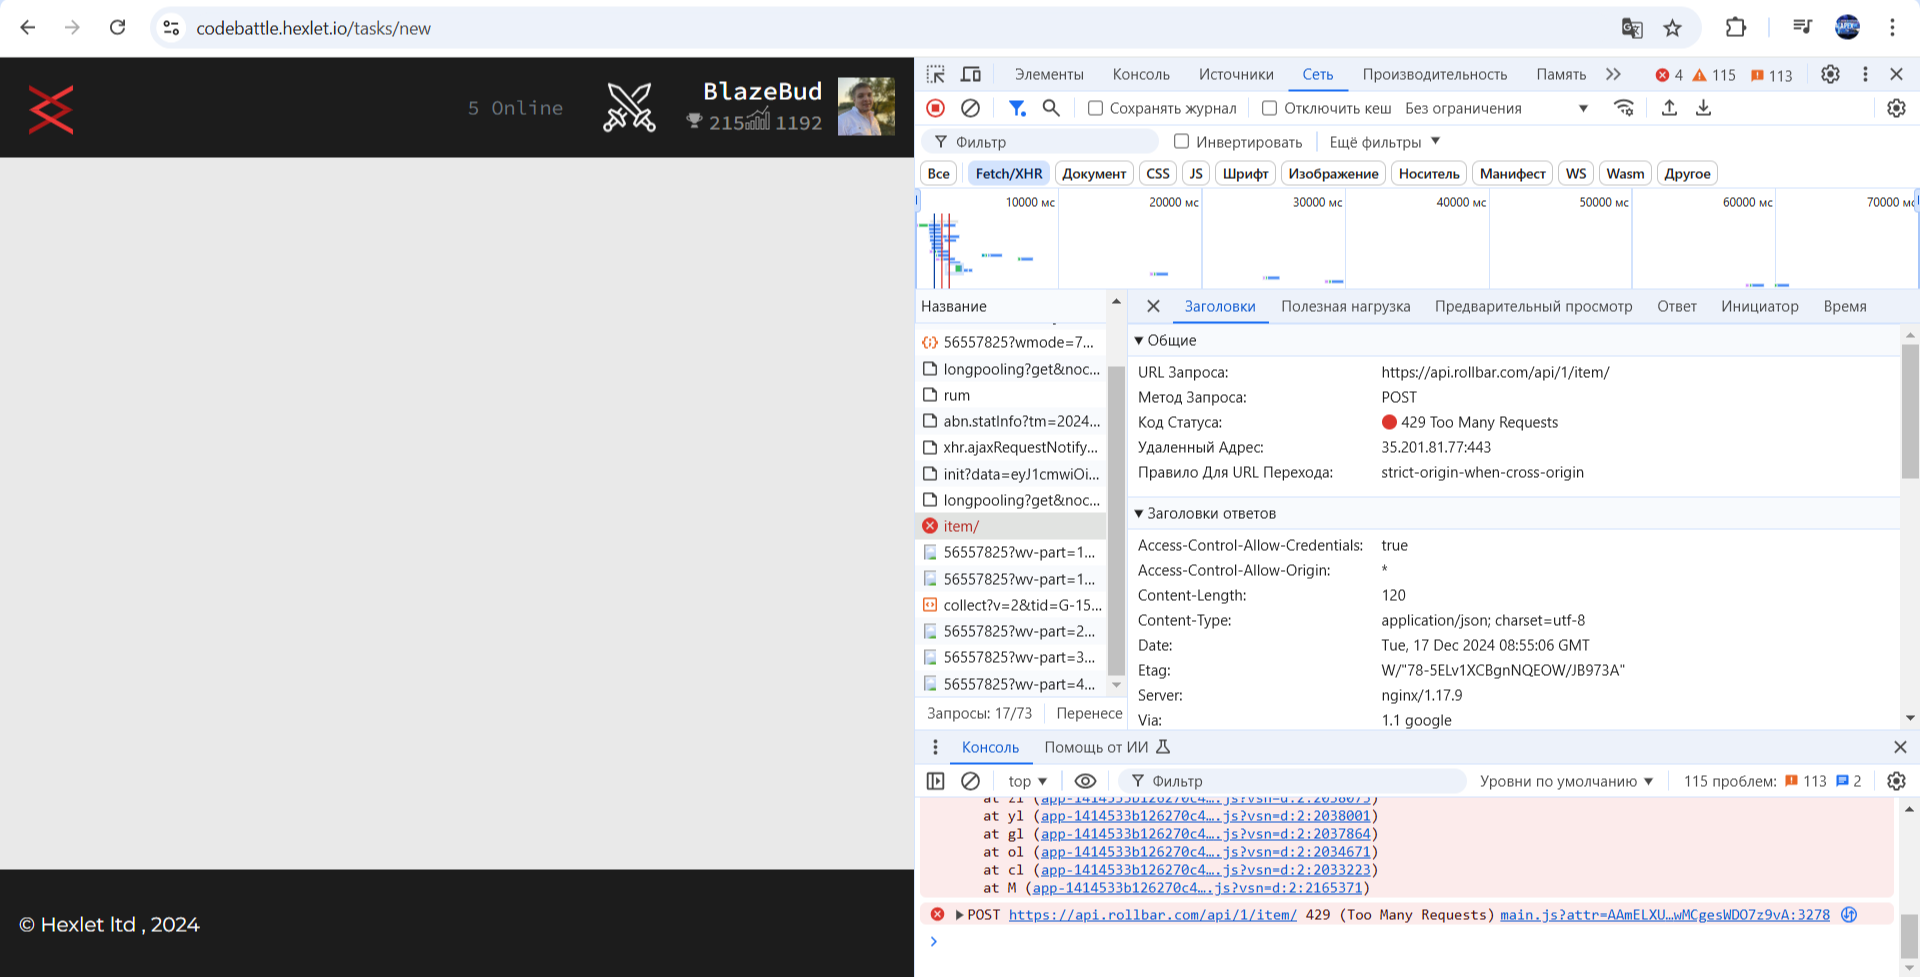 codebattle.hexlet.io/tasks/new
5 Online
BlazeBud
215 1192
© Hexlet ltd , 2024
Элементы Консоль Источники Сеть Производительность Память 4 115 113
Сохранять журнал Отключить кеш Без ограничения
Фильтр Инвертировать Ещё фильтры
Все Fetch/XHR Документ CSS JS Шрифт Изображение Носитель Манифест WS Wasm Другое
10000 мс 20000 мс 30000 мс 40000 мс 50000 мс 60000 мс 70000 мс
Название
56557825?wmode=7...
longpooling?get&noc...
rum
abn.statInfo?tm=2024...
xhr.ajaxRequestNotify...
init?data=eyJ1cmwiOi...
longpooling?get&noc...
item/
56557825?wv-part=1...
56557825?wv-part=1...
collect?v=2&tid=G-15...
56557825?wv-part=2...
56557825?wv-part=3...
56557825?wv-part=4...
Запросы: 17/73 Перенесе
Заголовки Полезная нагрузка Предварительный просмотр Ответ Инициатор Время
Общие
URL Запроса: https://api.rollbar.com/api/1/item/
Метод Запроса: POST
Код Статуса: 429 Too Many Requests
Удаленный Адрес: 35.201.81.77:443
Правило Для URL Перехода: strict-origin-when-cross-origin
Заголовки ответов
Access-Control-Allow-Credentials: true
Access-Control-Allow-Origin: *
Content-Length: 120
Content-Type: application/json; charset=utf-8
Date: Tue, 17 Dec 2024 08:55:06 GMT
Etag: W/"78-5ELv1XCBgnNQEOW/JB973A"
Server: nginx/1.17.9
Via: 1.1 google
Консоль Помощь от ИИ
top Фильтр Уровни по умолчанию 115 проблем: 113 2
at zl (app-1414533b126270c4….js?vsn=d:2:2038075)
at yl (app-1414533b126270c4….js?vsn=d:2:2038001)
at gl (app-1414533b126270c4….js?vsn=d:2:2037864)
at ol (app-1414533b126270c4….js?vsn=d:2:2034671)
at cl (app-1414533b126270c4….js?vsn=d:2:2033223)
at M (app-1414533b126270c4….js?vsn=d:2:2165371)
POST https://api.rollbar.com/api/1/item/ 429 (Too Many Requests) main.js?attr=AAmELXU…wMCgesWDO7z9vA:3278